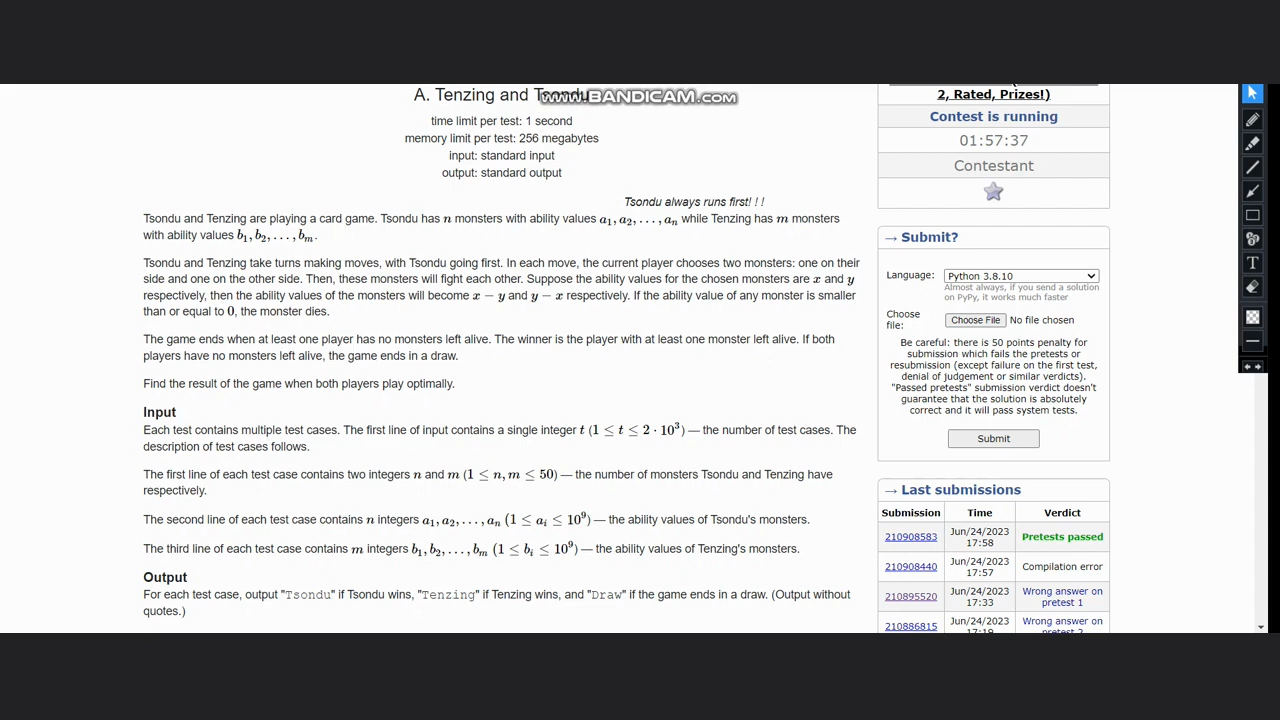 A. Tenzing and Tsondu
www.BANDICAM.com
time limit per test: 1 second
memory limit per test: 256 megabytes
input: standard input
output: standard output
Tsondu always runs first! ! !
Tsondu and Tenzing are playing a card game. Tsondu has n monsters with ability values a₁, a₂, . . . , aₙ while Tenzing has m monsters
with ability values b₁, b₂, . . . , bₘ.
Tsondu and Tenzing take turns making moves, with Tsondu going first. In each move, the current player chooses two monsters: one on their
side and one on the other side. Then, these monsters will fight each other. Suppose the ability values for the chosen monsters are x and y
respectively, then the ability values of the monsters will become x − y and y − x respectively. If the ability value of any monster is smaller
than or equal to 0, the monster dies.
The game ends when at least one player has no monsters left alive. The winner is the player with at least one monster left alive. If both
players have no monsters left alive, the game ends in a draw.
Find the result of the game when both players play optimally.
Input
Each test contains multiple test cases. The first line of input contains a single integer t (1 ≤ t ≤ 2 · 10³) — the number of test cases. The
description of test cases follows.
The first line of each test case contains two integers n and m (1 ≤ n, m ≤ 50) — the number of monsters Tsondu and Tenzing have
respectively.
The second line of each test case contains n integers a₁, a₂, . . . , aₙ (1 ≤ aᵢ ≤ 10⁹) — the ability values of Tsondu's monsters.
The third line of each test case contains m integers b₁, b₂, . . . , bₘ (1 ≤ bᵢ ≤ 10⁹) — the ability values of Tenzing's monsters.
Output
For each test case, output "Tsondu" if Tsondu wins, "Tenzing" if Tenzing wins, and "Draw" if the game ends in a draw. (Output without
quotes.)
2, Rated, Prizes!)
Contest is running
01:57:37
Contestant
→ Submit?
Language: Python 3.8.10
Almost always, if you send a solution
on PyPy, it works much faster
Choose
file: Choose File No file chosen
Be careful: there is 50 points penalty for
submission which fails the pretests or
resubmission (except failure on the first test,
denial of judgement or similar verdicts).
"Passed pretests" submission verdict doesn't
guarantee that the solution is absolutely
correct and it will pass system tests.
Submit
→ Last submissions
Submission Time Verdict
210908583 Jun/24/2023 17:58 Pretests passed
210908440 Jun/24/2023 17:57 Compilation error
210895520 Jun/24/2023 17:33 Wrong answer on pretest 1
210886815 Jun/24/2023 17:19 Wrong answer on pretest 2
T